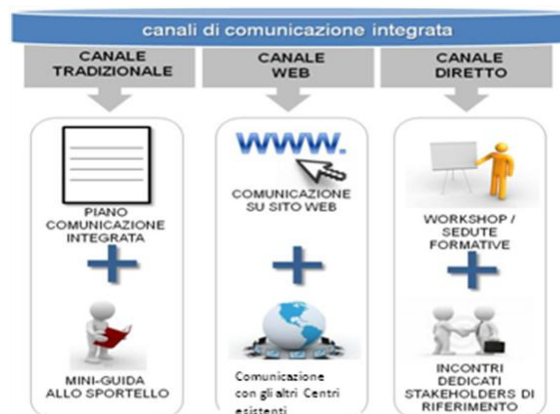 canali di comunicazione integrata
CANALE
TRADIZIONALE
PIANO
COMUNICAZIONE
INTEGRATA
MINI-GUIDA
ALLO SPORTELLO
CANALE
WEB
www.
COMUNICAZIONE
SU SITO WEB
Comunicazione
con gli altri Centri
esistenti
CANALE
DIRETTO
WORKSHOP /
SEDUTE
FORMATIVE
INCONTRI
DEDICATI
STAKEHOLDERS DI
RIFERIMENTO